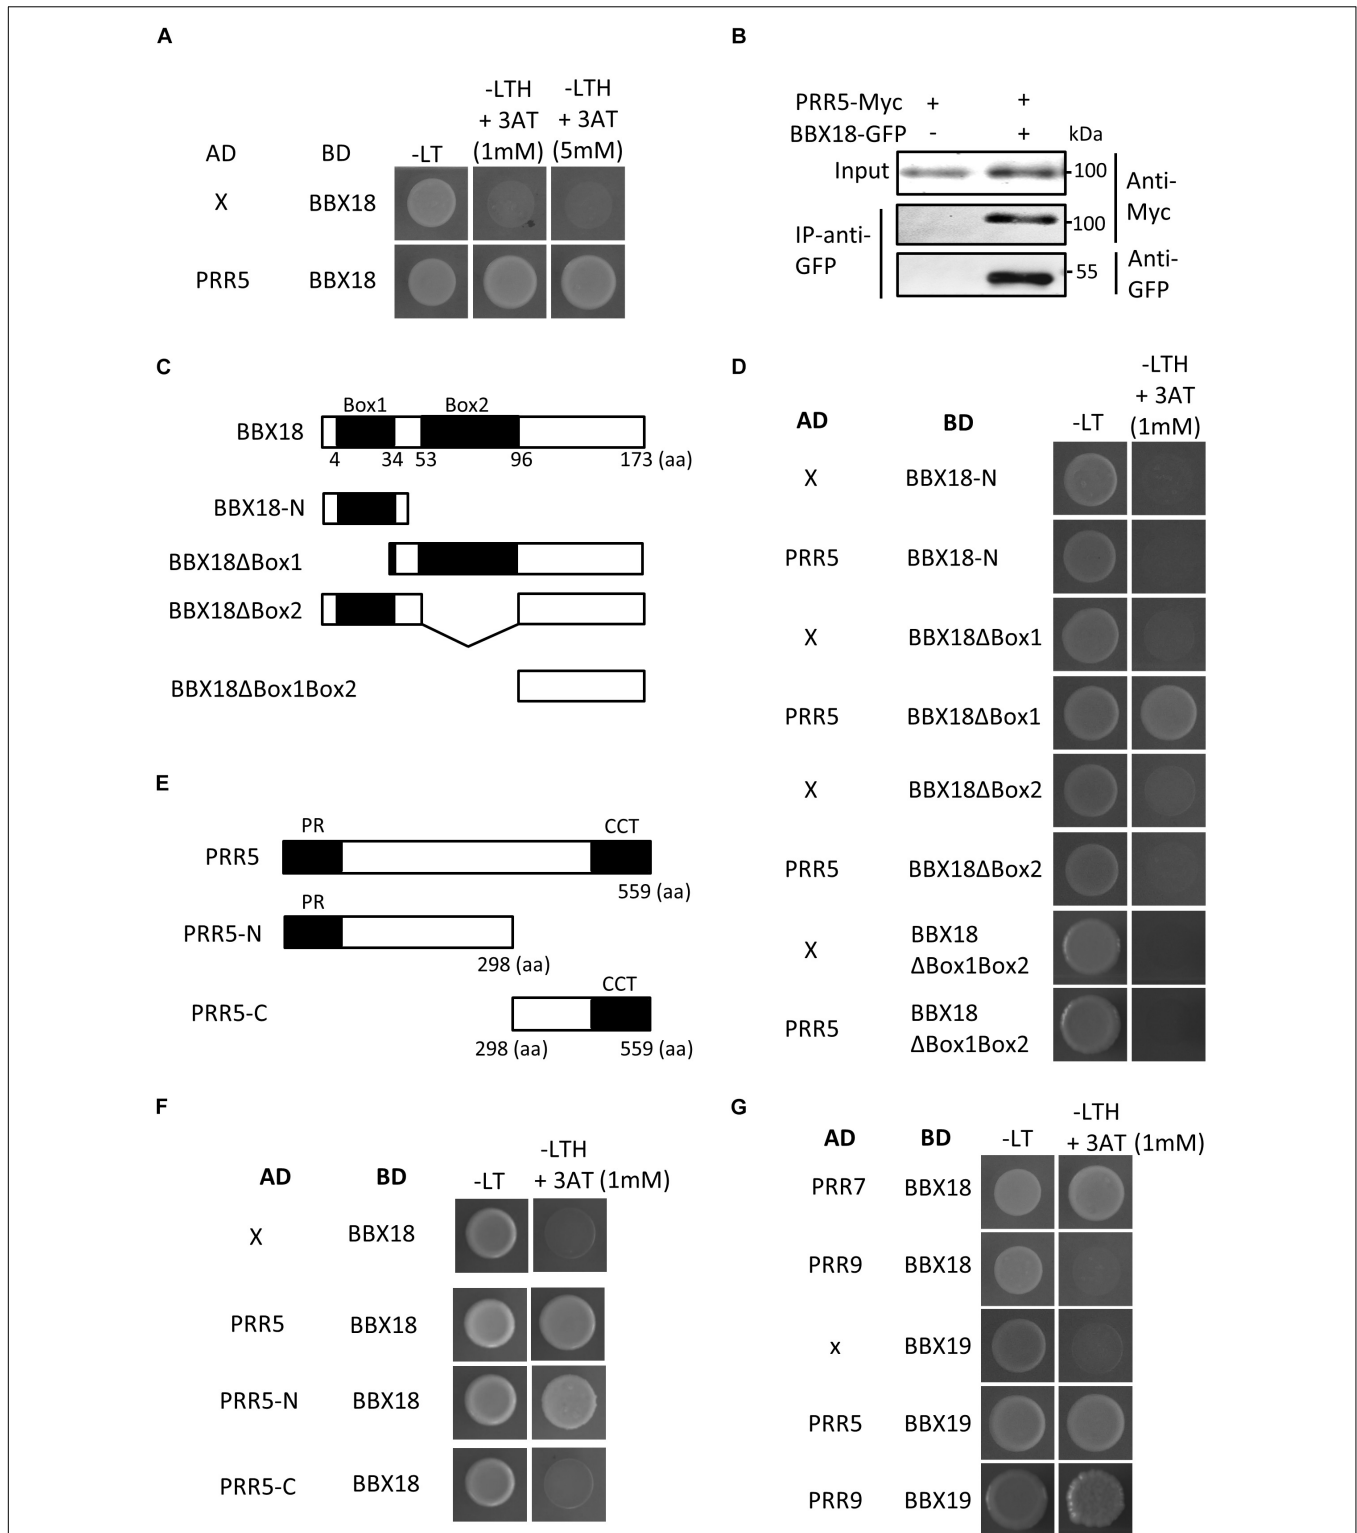 A
-LTH -LTH
+ 3AT + 3AT
AD BD -LT (1mM) (5mM)
X BBX18
PRR5 BBX18
B
PRR5-Myc + +
BBX18-GFP - + kDa
Input -100 Anti-
Myc
IP-anti-
GFP -100
-55 Anti-
GFP
C
Box1 Box2
BBX18
4 34 53 96 173 (aa)
BBX18-N
BBX18ΔBox1
BBX18ΔBox2
BBX18ΔBox1Box2
D
-LTH
+ 3AT
AD BD -LT (1mM)
X BBX18-N
PRR5 BBX18-N
X BBX18ΔBox1
PRR5 BBX18ΔBox1
X BBX18ΔBox2
PRR5 BBX18ΔBox2
X BBX18
ΔBox1Box2
PRR5 BBX18
ΔBox1Box2
E
PR CCT
PRR5
559 (aa)
PR
PRR5-N
298 (aa)
CCT
PRR5-C
298 (aa) 559 (aa)
F
-LTH
AD BD -LT + 3AT (1mM)
X BBX18
PRR5 BBX18
PRR5-N BBX18
PRR5-C BBX18
G
-LTH
AD BD -LT + 3AT (1mM)
PRR7 BBX18
PRR9 BBX18
x BBX19
PRR5 BBX19
PRR9 BBX19